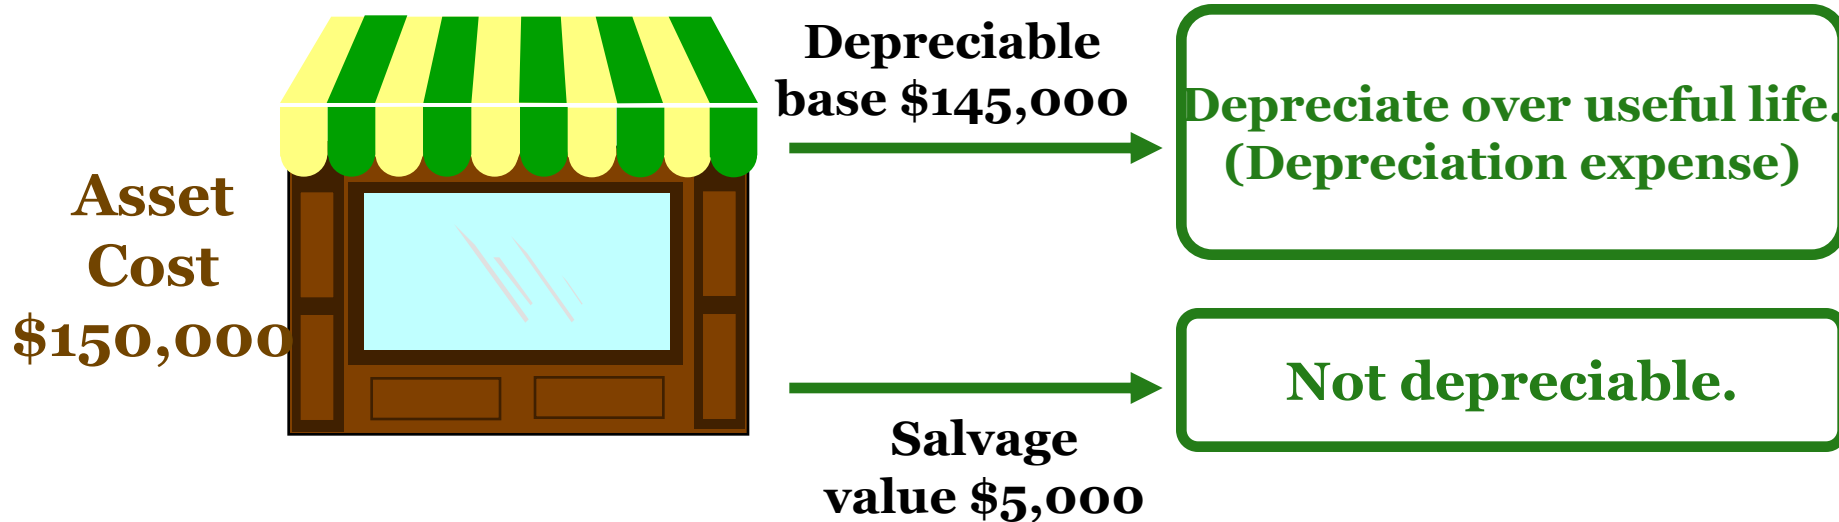 Asset
Cost
$150,000
Depreciable
base $145,000
Depreciate over useful life.
(Depreciation expense)
Not depreciable.
Salvage
value $5,000